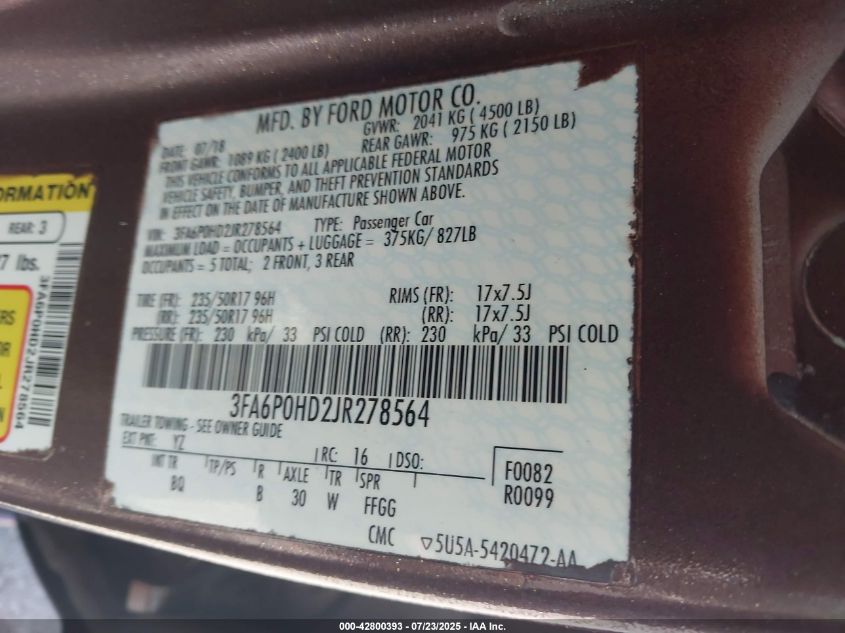 MFD. BY FORD MOTOR CO.
DATE: 07/18 GVWR: 2041 KG ( 4500 LB)
FRONT GAWR: 1089 KG ( 2400 LB) REAR GAWR: 975 KG ( 2150 LB)
THIS VEHICLE CONFORMS TO ALL APPLICABLE FEDERAL MOTOR
VEHICLE SAFETY, BUMPER, AND THEFT PREVENTION STANDARDS
IN EFFECT ON THE DATE OF MANUFACTURE SHOWN ABOVE.
VIN: 3FA6P0HD2JR278564 TYPE: Passenger Car
MAXIMUM LOAD = OCCUPANTS + LUGGAGE = 375KG/ 827LB
OCCUPANTS = 5 TOTAL; 2 FRONT, 3 REAR
TIRE (FR): 235/50R17 96H RIMS (FR): 17x7.5J
(RR): 235/50R17 96H (RR): 17x7.5J
PRESSURE (FR): 230 kPa/ 33 PSI COLD (RR): 230 kPa/ 33 PSI COLD
3FA6P0HD2JR278564
TRAILER TOWING - SEE OWNER GUIDE
EXT PNT: YZ RC: 16 DSO: F0082
INT TR TP/PS R AXLE TR SPR R0099
BQ B 30 W FFGG
CMC ▽5U5A-5420472-AA
ORMATION
REAR: 3
7 lbs.
ERS
OR
L
3FA6P0HD2JR278564
000-42800393 - 07/23/2025 - IAA Inc.